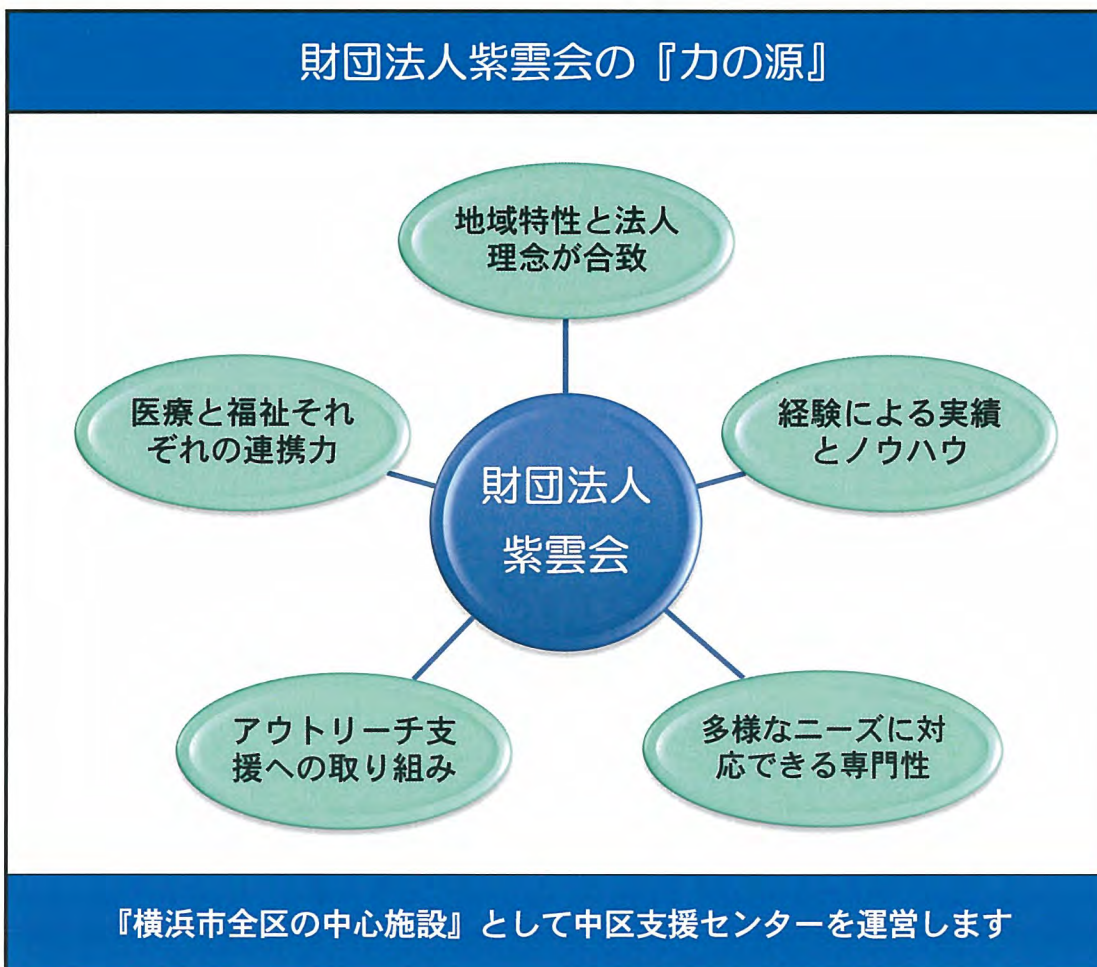 財団法人紫雲会の『力の源』
地域特性と法人
理念が合致
医療と福祉それ
ぞれの連携力
経験による実績
とノウハウ
財団法人
紫雲会
アウトリーチ支
援への取り組み
多様なニーズに対
応できる専門性
『横浜市全区の中心施設』として中区支援センターを運営します